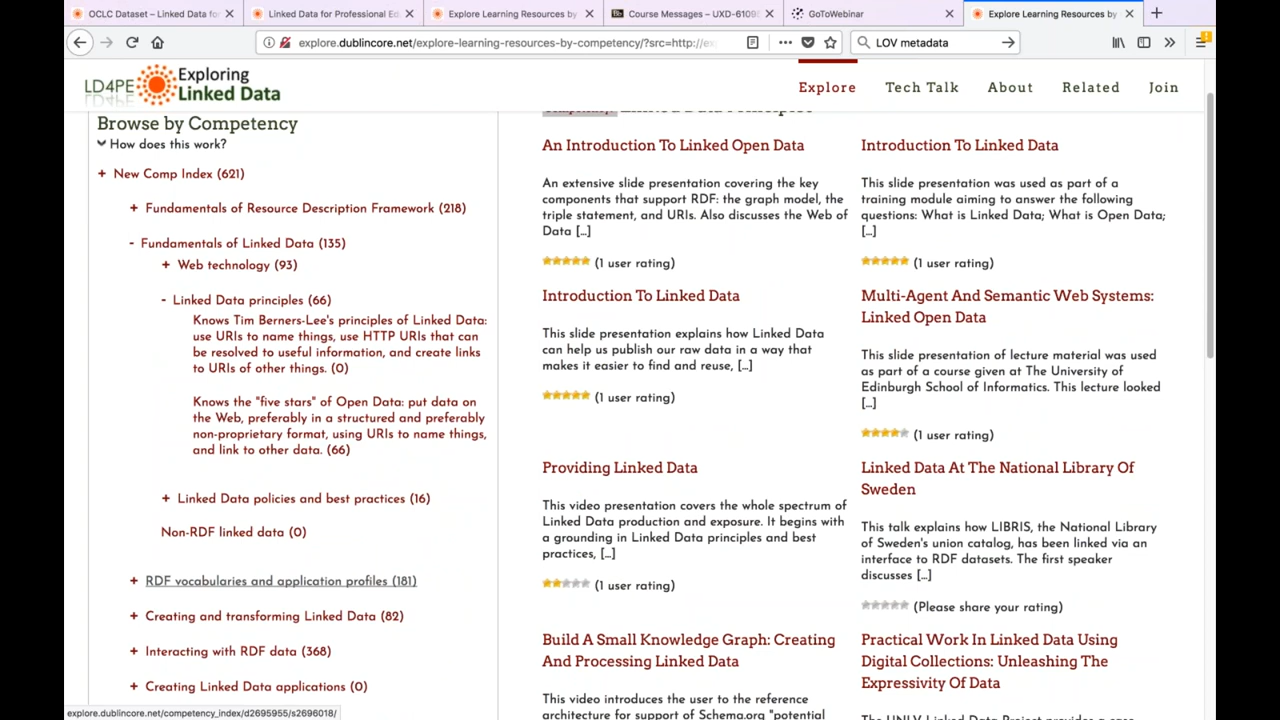 OCLC Dataset – Linked Data fo
Linked Data for Professional Ed
Explore Learning Resources by
Course Messages – UXD-6109
GoToWebinar
Explore Learning Resources by
explore.dublincore.net/explore-learning-resources-by-competency/?src=http://ex
LOV metadata
LD4PE
Exploring
Linked Data
Explore
Tech Talk
About
Related
Join
Browse by Competency
How does this work?
+ New Comp Index (621)
+ Fundamentals of Resource Description Framework (218)
- Fundamentals of Linked Data (135)
+ Web technology (93)
- Linked Data principles (66)
Knows Tim Berners-Lee's principles of Linked Data:
use URIs to name things, use HTTP URIs that can
be resolved to useful information, and create links
to URIs of other things. (0)
Knows the "five stars" of Open Data: put data on
the Web, preferably in a structured and preferably
non-proprietary format, using URIs to name things,
and link to other data. (66)
+ Linked Data policies and best practices (16)
Non-RDF linked data (0)
+ RDF vocabularies and application profiles (181)
+ Creating and transforming Linked Data (82)
+ Interacting with RDF data (368)
+ Creating Linked Data applications (0)
explore.dublincore.net/competency_index/d2695955/s2696018/
Linked Data Principles
An Introduction To Linked Open Data
An extensive slide presentation covering the key
components that support RDF: the graph model, the
triple statement, and URIs. Also discusses the Web of
Data [...]
(1 user rating)
Introduction To Linked Data
This slide presentation was used as part of a
training module aiming to answer the following
questions: What is Linked Data; What is Open Data;
[...]
(1 user rating)
Introduction To Linked Data
This slide presentation explains how Linked Data
can help us publish our raw data in a way that
makes it easier to find and reuse, [...]
(1 user rating)
Multi-Agent And Semantic Web Systems:
Linked Open Data
This slide presentation of lecture material was used
as part of a course given at The University of
Edinburgh School of Informatics. This lecture looked
[...]
(1 user rating)
Providing Linked Data
This video presentation covers the whole spectrum of
Linked Data production and exposure. It begins with
a grounding in Linked Data principles and best
practices, [...]
(1 user rating)
Linked Data At The National Library Of
Sweden
This talk explains how LIBRIS, the National Library
of Sweden's union catalog, has been linked via an
interface to RDF datasets. The first speaker
discusses [...]
(Please share your rating)
Build A Small Knowledge Graph: Creating
And Processing Linked Data
This video introduces the user to the reference
architecture for support of Schema.org "potential
Practical Work In Linked Data Using
Digital Collections: Unleashing The
Expressivity Of Data
The UNLV Linked Data Project provides a case